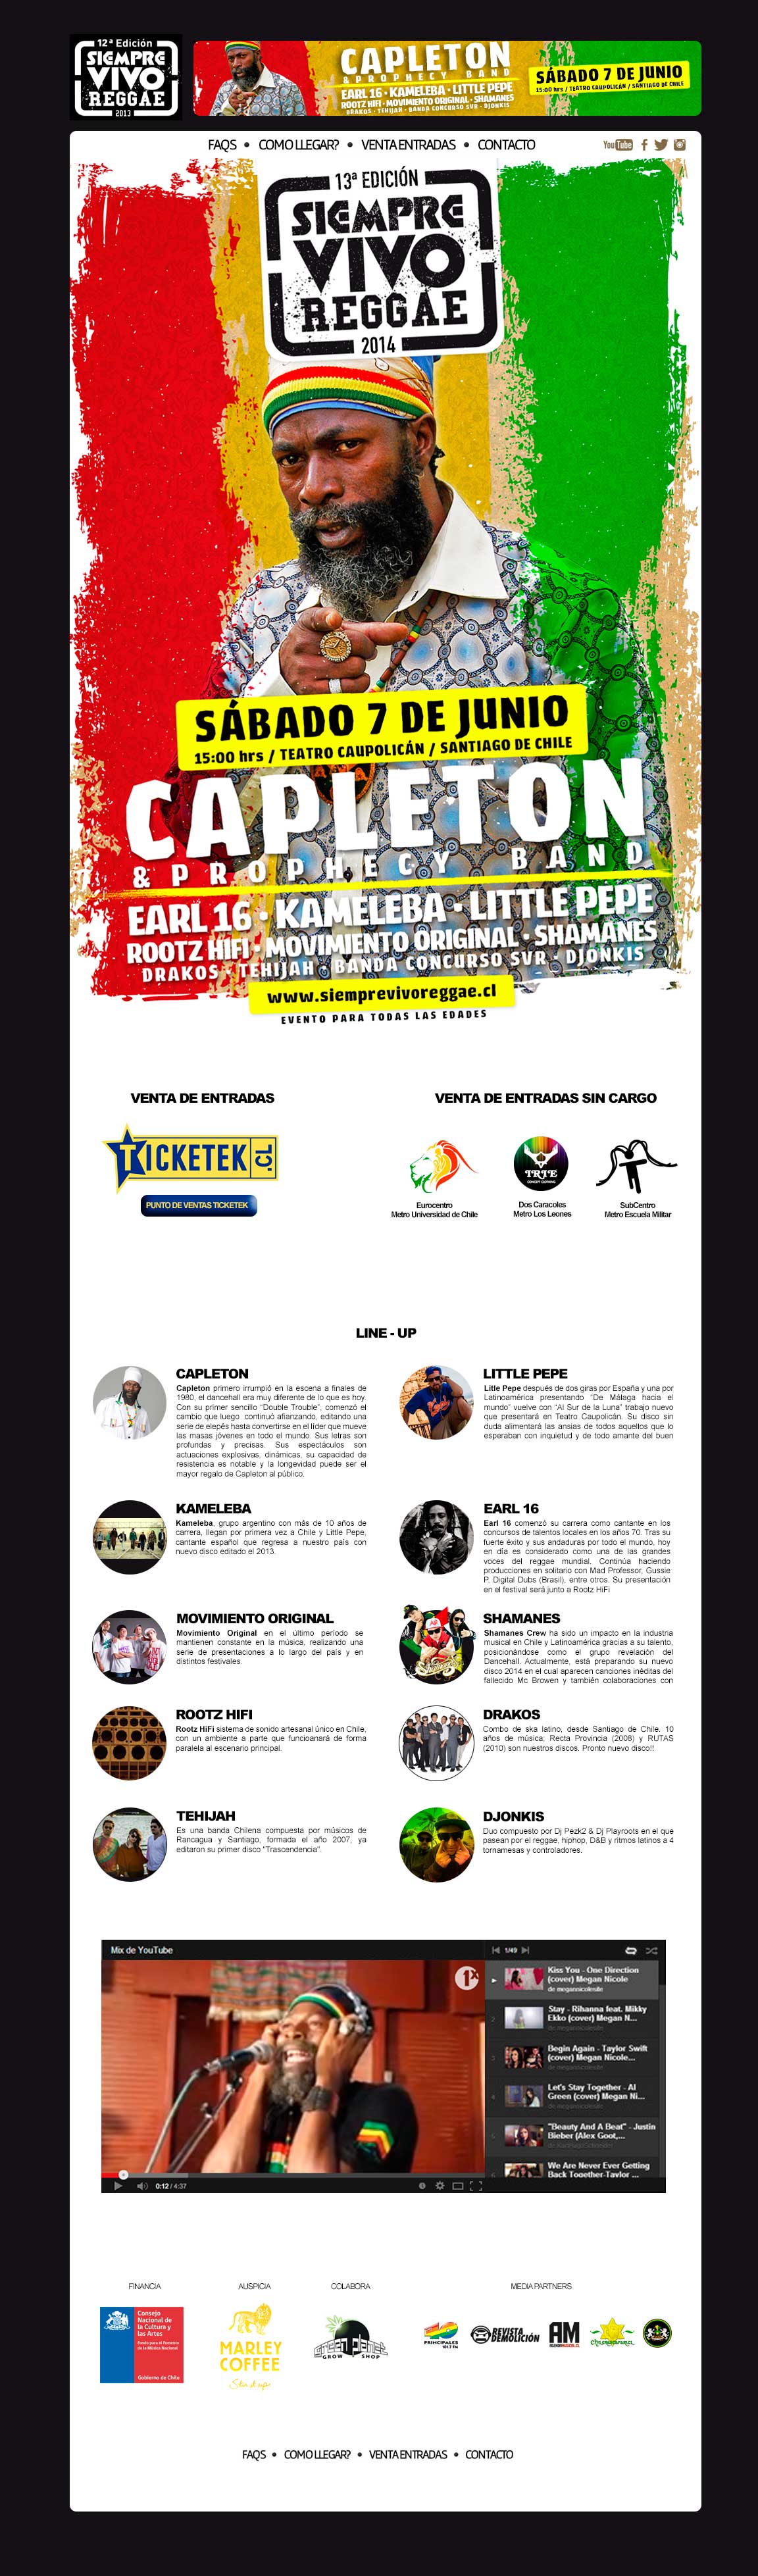 12ª Edición
SIEMPRE
VIVO
REGGAE
2013
CAPLETON
& PROPHECY BAND
EARL 16 · KAMELEBA · LITTLE PEPE
ROOTZ HIFI · MOVIMIENTO ORIGINAL · SHAMANES
DRAKOS · TEHIJAH · BANDA CONCURSO SVR · DJONKIS
SÁBADO 7 DE JUNIO
15:00 hrs / TEATRO CAUPOLICÁN / SANTIAGO DE CHILE
FAQS • COMO LLEGAR? • VENTA ENTRADAS • CONTACTO
YouTube
13ª EDICIÓN
SIEMPRE
VIVO
REGGAE
2014
SÁBADO 7 DE JUNIO
15:00 hrs / TEATRO CAUPOLICÁN / SANTIAGO DE CHILE
CAPLETON
& PROPHECY BAND
EARL 16 · KAMELEBA · LITTLE PEPE
ROOTZ HIFI · MOVIMIENTO ORIGINAL · SHAMANES
DRAKOS · TEHIJAH · BANDA CONCURSO SVR · DJONKIS
www.siemprevivoreggae.cl
EVENTO PARA TODAS LAS EDADES
VENTA DE ENTRADAS
TICKETEK.CL
PUNTO DE VENTAS TICKETEK
VENTA DE ENTRADAS SIN CARGO
Eurocentro
Metro Universidad de Chile
IRIE
Dos Caracoles
Metro Los Leones
SubCentro
Metro Escuela Militar
LINE - UP
CAPLETON
Capleton primero irrumpió en la escena a finales de
1980, el dancehall era muy diferente de lo que es hoy.
Con su primer sencillo "Double Trouble", comenzó el
cambio que luego continuó afianzando, editando una
serie de elepés hasta convertirse en el líder que mueve
las masas jóvenes en todo el mundo. Sus letras son
profundas y precisas. Sus espectáculos son
actuaciones explosivas, dinámicas, su capacidad de
resistencia es notable y la longevidad puede ser el
mayor regalo de Capleton al público.
LITTLE PEPE
Litle Pepe después de dos giras por España y una por
Latinoamérica presentando "De Málaga hacia el
mundo" vuelve con "Al Sur de la Luna" trabajo nuevo
que presentará en Teatro Caupolicán. Su disco sin
duda alimentará las ansias de todos aquellos que lo
esperaban con inquietud y de todo amante del buen
KAMELEBA
Kameleba, grupo argentino con más de 10 años de
carrera, llegan por primera vez a Chile y Little Pepe,
cantante español que regresa a nuestro país con
nuevo disco editado el 2013.
EARL 16
Earl 16 comenzó su carrera como cantante en los
concursos de talentos locales en los años 70. Tras su
fuerte éxito y sus andaduras por todo el mundo, hoy
en día es considerado como una de las grandes
voces del reggae mundial. Continúa haciendo
producciones en solitario con Mad Professor, Gussie
P, Digital Dubs (Brasil), entre otros. Su presentación
en el festival será junto a Rootz HiFi
MOVIMIENTO ORIGINAL
Movimiento Original en el último período se
mantienen constante en la música, realizando una
serie de presentaciones a lo largo del país y en
distintos festivales.
SHAMANES
Shamanes Crew ha sido un impacto en la industria
musical en Chile y Latinoamérica gracias a su talento,
posicionándose como el grupo revelación del
Dancehall. Actualmente, está preparando su nuevo
disco 2014 en el cual aparecen canciones inéditas del
fallecido Mc Browen y también colaboraciones con
ROOTZ HIFI
Rootz HiFi sistema de sonido artesanal único en Chile,
con un ambiente a parte que funcioanará de forma
paralela al escenario principal.
DRAKOS
Combo de ska latino, desde Santiago de Chile. 10
años de música; Recta Provincia (2008) y RUTAS
(2010) son nuestros discos. Pronto nuevo disco!!
TEHIJAH
Es una banda Chilena compuesta por músicos de
Rancagua y Santiago, formada el año 2007, ya
editaron su primer disco "Trascendencia".
DJONKIS
Duo compuesto por Dj Pezk2 & Dj Playroots en el que
pasean por el reggae, hiphop, D&B y ritmos latinos a 4
tornamesas y controladores.
Mix de YouTube
1/49
1x
Kiss You - One Direction
(cover) Megan Nicole
de megannicolesite
Stay - Rihanna feat. Mikky
Ekko (cover) Megan N...
Begin Again - Taylor Swift
(cover) Megan Nicole...
Let's Stay Together - Al
Green (cover) Megan Ni...
"Beauty And A Beat" - Justin
Bieber (Alex Goot,...
We Are Never Ever Getting
Back Together-Taylor ...
0:12 / 4:37
FINANCIA
AUSPICIA
COLABORA
MEDIA PARTNERS
Consejo
Nacional de
la Cultura y
las Artes
Fondo para el Fomento
de la Música Nacional
Gobierno de Chile
MARLEY
COFFEE
Stir it up
GROW SHOP
PRINCIPALES
REVISTA
DEMOLICIÓN
AM
FAQS • COMO LLEGAR? • VENTA ENTRADAS • CONTACTO